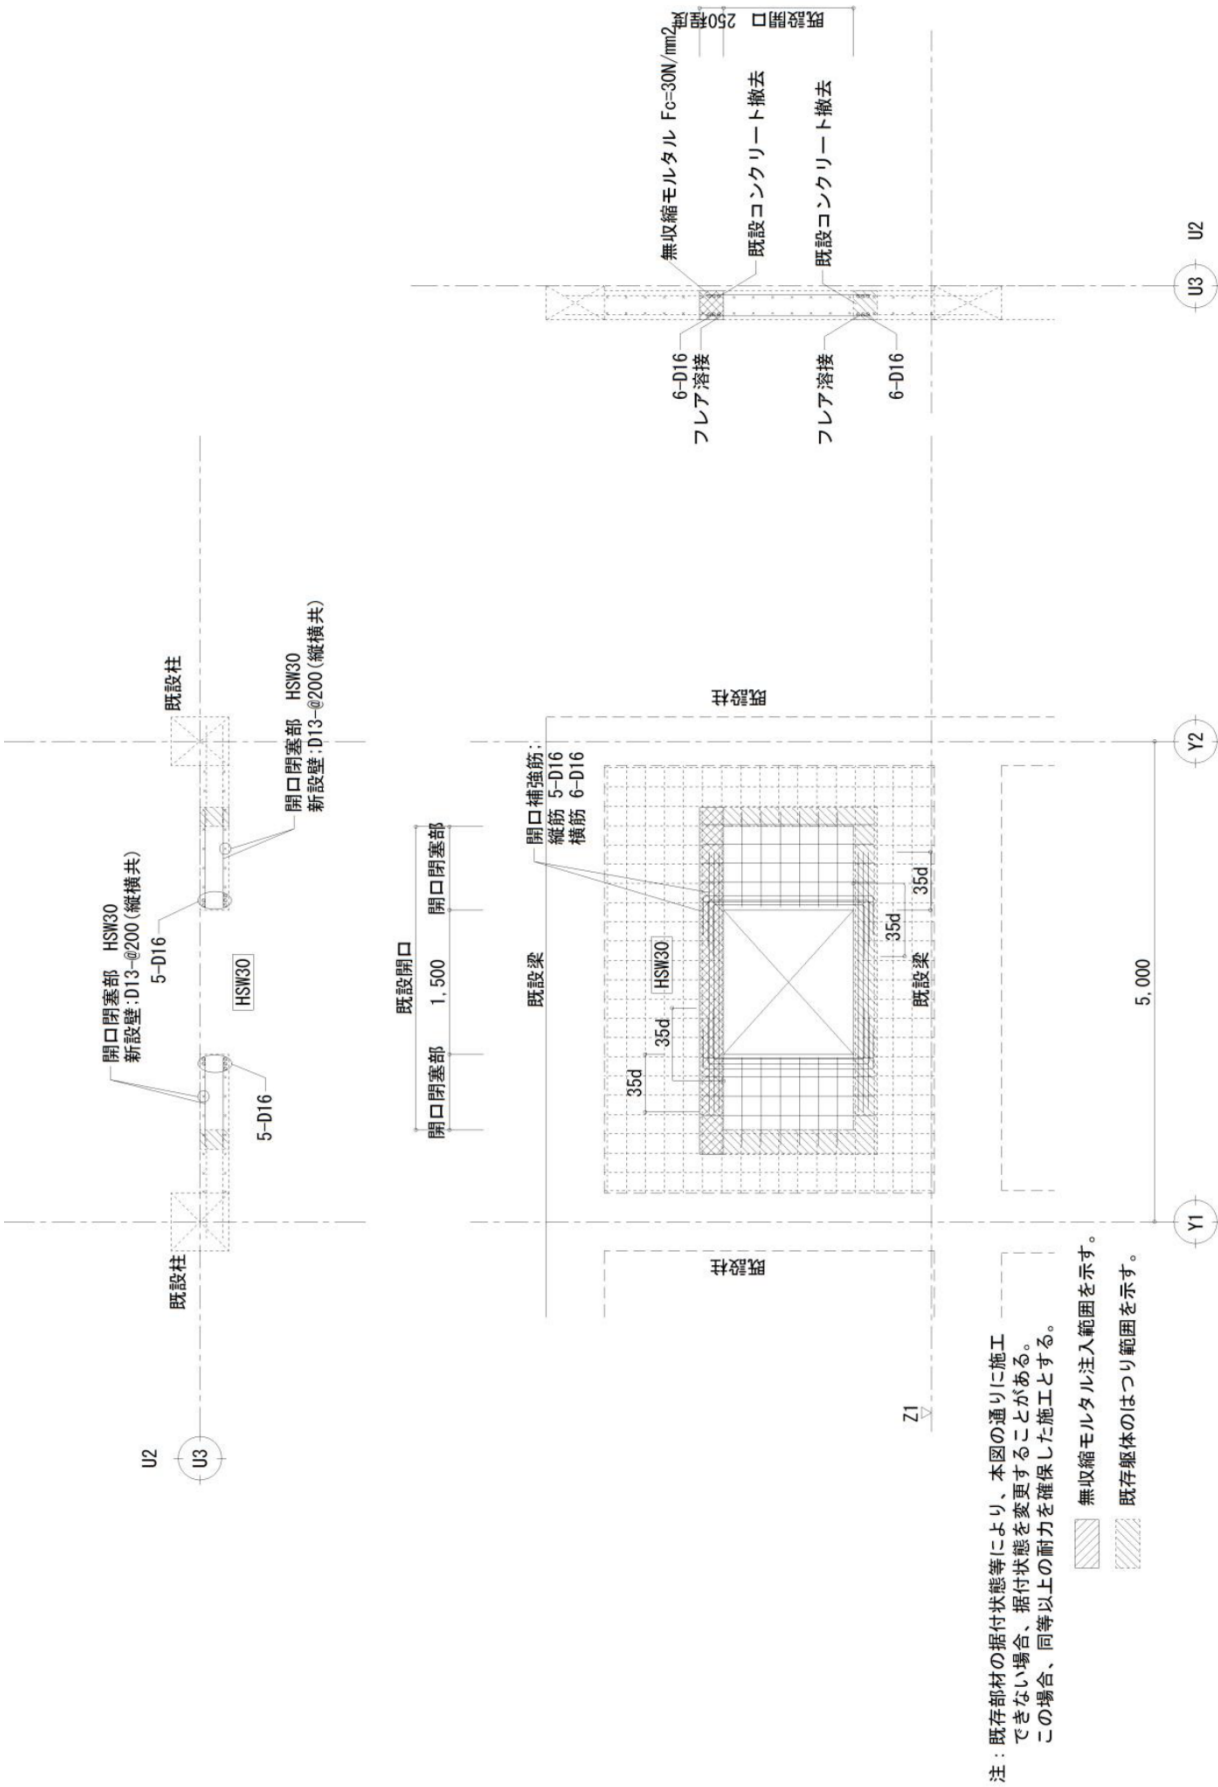 U2
U3
既設柱
開口閉塞部 HSW30
新設壁:D13-@200(縦横共)
5-D16
5-D16
HSW30
既設柱
開口閉塞部 HSW30
新設壁:D13-@200(縦横共)
既設開口
開口閉塞部
1,500
開口閉塞部
既設梁
開口補強筋:
縦筋 5-D16
横筋 6-D16
35d
35d
HSW30
既設柱
既設柱
35d
35d
既設梁
Z1
5,000
Y1
Y2
6-D16
フレア溶接
フレア溶接
6-D16
無収縮モルタル Fc=30N/mm2
既設コンクリート撤去
既設コンクリート撤去
250程度
既設開口
U3
U2
注:既存部材の据付状態等により、本図の通りに施工
できない場合、据付状態を変更することがある。
この場合、同等以上の耐力を確保した施工とする。
無収縮モルタル注入範囲を示す。
既存躯体のはつり範囲を示す。